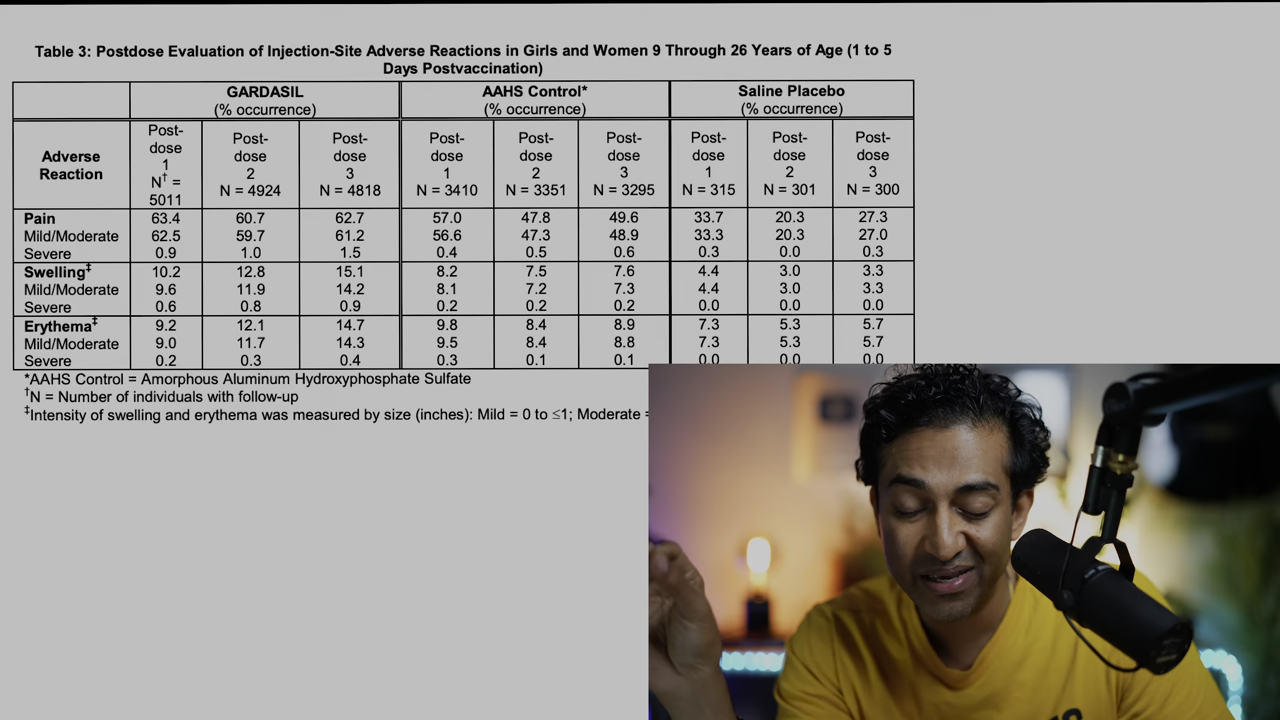 Table 3: Postdose Evaluation of Injection-Site Adverse Reactions in Girls and Women 9 Through 26 Years of Age (1 to 5
Days Postvaccination)
GARDASIL
(% occurrence)
AAHS Control*
(% occurrence)
Saline Placebo
(% occurrence)
Adverse
Reaction
Post-
dose
1
N† =
5011
Post-
dose
2
N = 4924
Post-
dose
3
N = 4818
Post-
dose
1
N = 3410
Post-
dose
2
N = 3351
Post-
dose
3
N = 3295
Post-
dose
1
N = 315
Post-
dose
2
N = 301
Post-
dose
3
N = 300
Pain 63.4 60.7 62.7 57.0 47.8 49.6 33.7 20.3 27.3
Mild/Moderate 62.5 59.7 61.2 56.6 47.3 48.9 33.3 20.3 27.0
Severe 0.9 1.0 1.5 0.4 0.5 0.6 0.3 0.0 0.3
Swelling‡ 10.2 12.8 15.1 8.2 7.5 7.6 4.4 3.0 3.3
Mild/Moderate 9.6 11.9 14.2 8.1 7.2 7.3 4.4 3.0 3.3
Severe 0.6 0.8 0.9 0.2 0.2 0.2 0.0 0.0 0.0
Erythema‡ 9.2 12.1 14.7 9.8 8.4 8.9 7.3 5.3 5.7
Mild/Moderate 9.0 11.7 14.3 9.5 8.4 8.8 7.3 5.3 5.7
Severe 0.2 0.3 0.4 0.3 0.1 0.1 0.0 0.0 0.0
*AAHS Control = Amorphous Aluminum Hydroxyphosphate Sulfate
†N = Number of individuals with follow-up
‡Intensity of swelling and erythema was measured by size (inches): Mild = 0 to ≤1; Moderate =